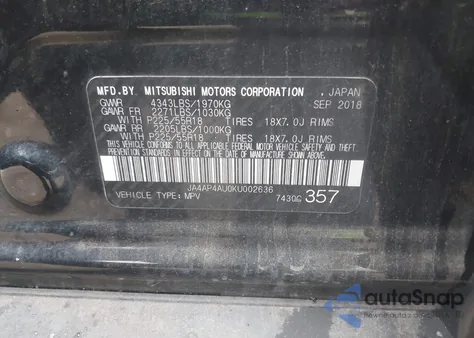 MFD.BY MITSUBISHI MOTORS CORPORATION , JAPAN
GVWR 4343LBS/1970KG SEP 2018
GAWR FR 2271LBS/1030KG
WITH P225/55R18 TIRES 18X7.0J RIMS
GAWR RR 2205LBS/1000KG
WITH P225/55R18 TIRES 18X7.0J RIMS
THIS VEHICLE CONFORMS TO ALL APPLICABLE FEDERAL
MOTOR VEHICLE SAFETY AND THEFT PREVENTION STANDARDS
IN EFFECT ON THE DATE OF MANUFACTURE SHOWN ABOVE.
JA4AP4AU0KU002636
VEHICLE TYPE: MPV 7430C 357
autoSnap